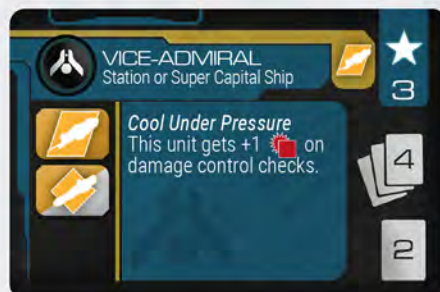 VICE-ADMIRAL
Station or Super Capital Ship
3
Cool Under Pressure
This unit gets +1 on
damage control checks.
4
2